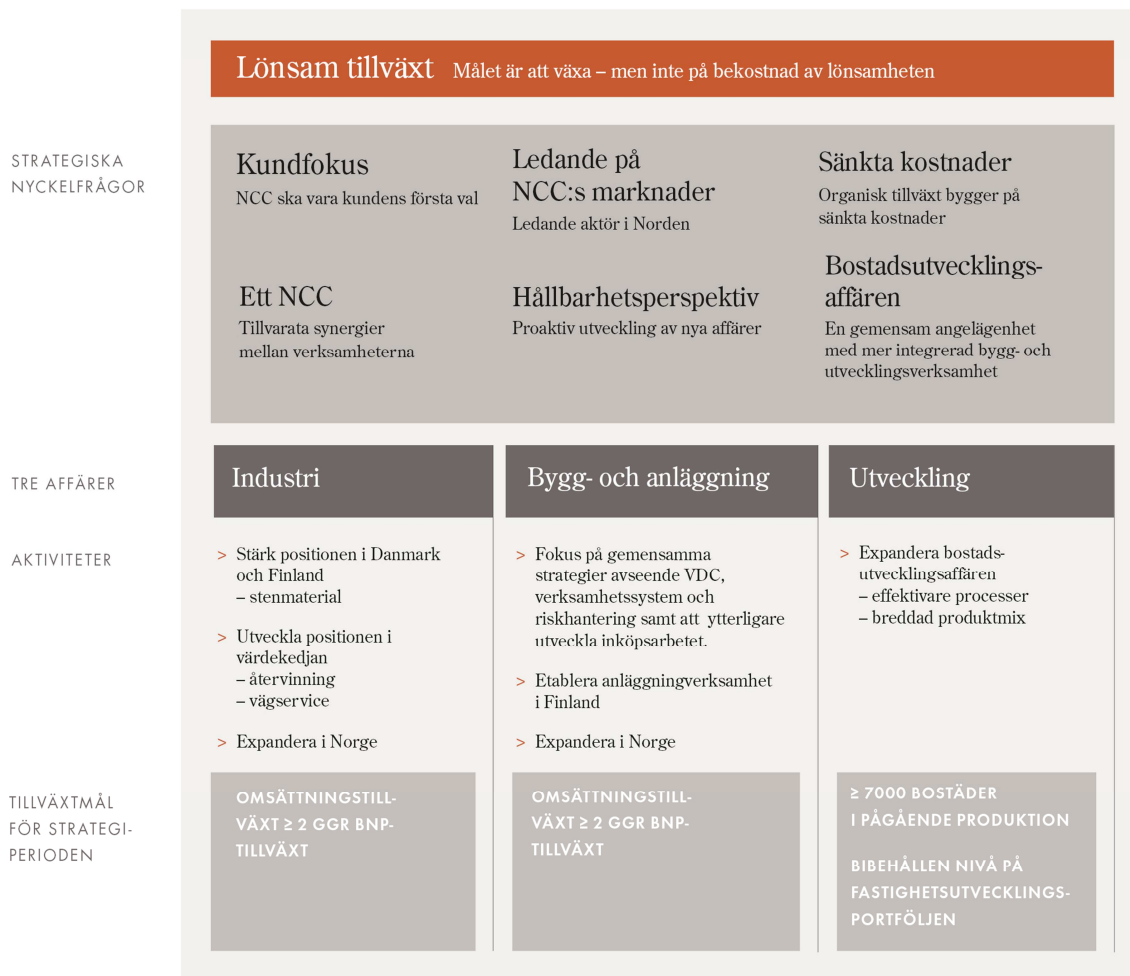 Lönsam tillväxt Målet är att växa – men inte på bekostnad av lönsamheten
STRATEGISKA
NYCKELFRÅGOR
Kundfokus
NCC ska vara kundens första val
Ledande på
NCC:s marknader
Ledande aktör i Norden
Sänkta kostnader
Organisk tillväxt bygger på
sänkta kostnader
Ett NCC
Tillvarata synergier
mellan verksamheterna
Hållbarhetsperspektiv
Proaktiv utveckling av nya affärer
Bostadsutvecklings-
affären
En gemensam angelägenhet
med mer integrerad bygg- och
utvecklingsverksamhet
TRE AFFÄRER
Industri
Bygg- och anläggning
Utveckling
AKTIVITETER
> Stärk positionen i Danmark
och Finland
– stenmaterial
> Utveckla positionen i
värdekedjan
– återvinning
– vägservice
> Expandera i Norge
> Fokus på gemensamma
strategier avseende VDC,
verksamhetssystem och
riskhantering samt att ytterligare
utveckla inköpsarbetet.
> Etablera anläggningverksamhet
i Finland
> Expandera i Norge
> Expandera bostads-
utvecklingsaffären
– effektivare processer
– breddad produktmix
TILLVÄXTMÅL
FÖR STRATEGI-
PERIODEN
OMSÄTTNINGSTILL-
VÄXT ≥ 2 GGR BNP-
TILLVÄXT
OMSÄTTNINGSTILL-
VÄXT ≥ 2 GGR BNP-
TILLVÄXT
≥ 7000 BOSTÄDER
I PÅGÅENDE PRODUKTION
BIBEHÅLLEN NIVÅ PÅ
FASTIGHETSUTVECKLINGS-
PORTFÖLJEN